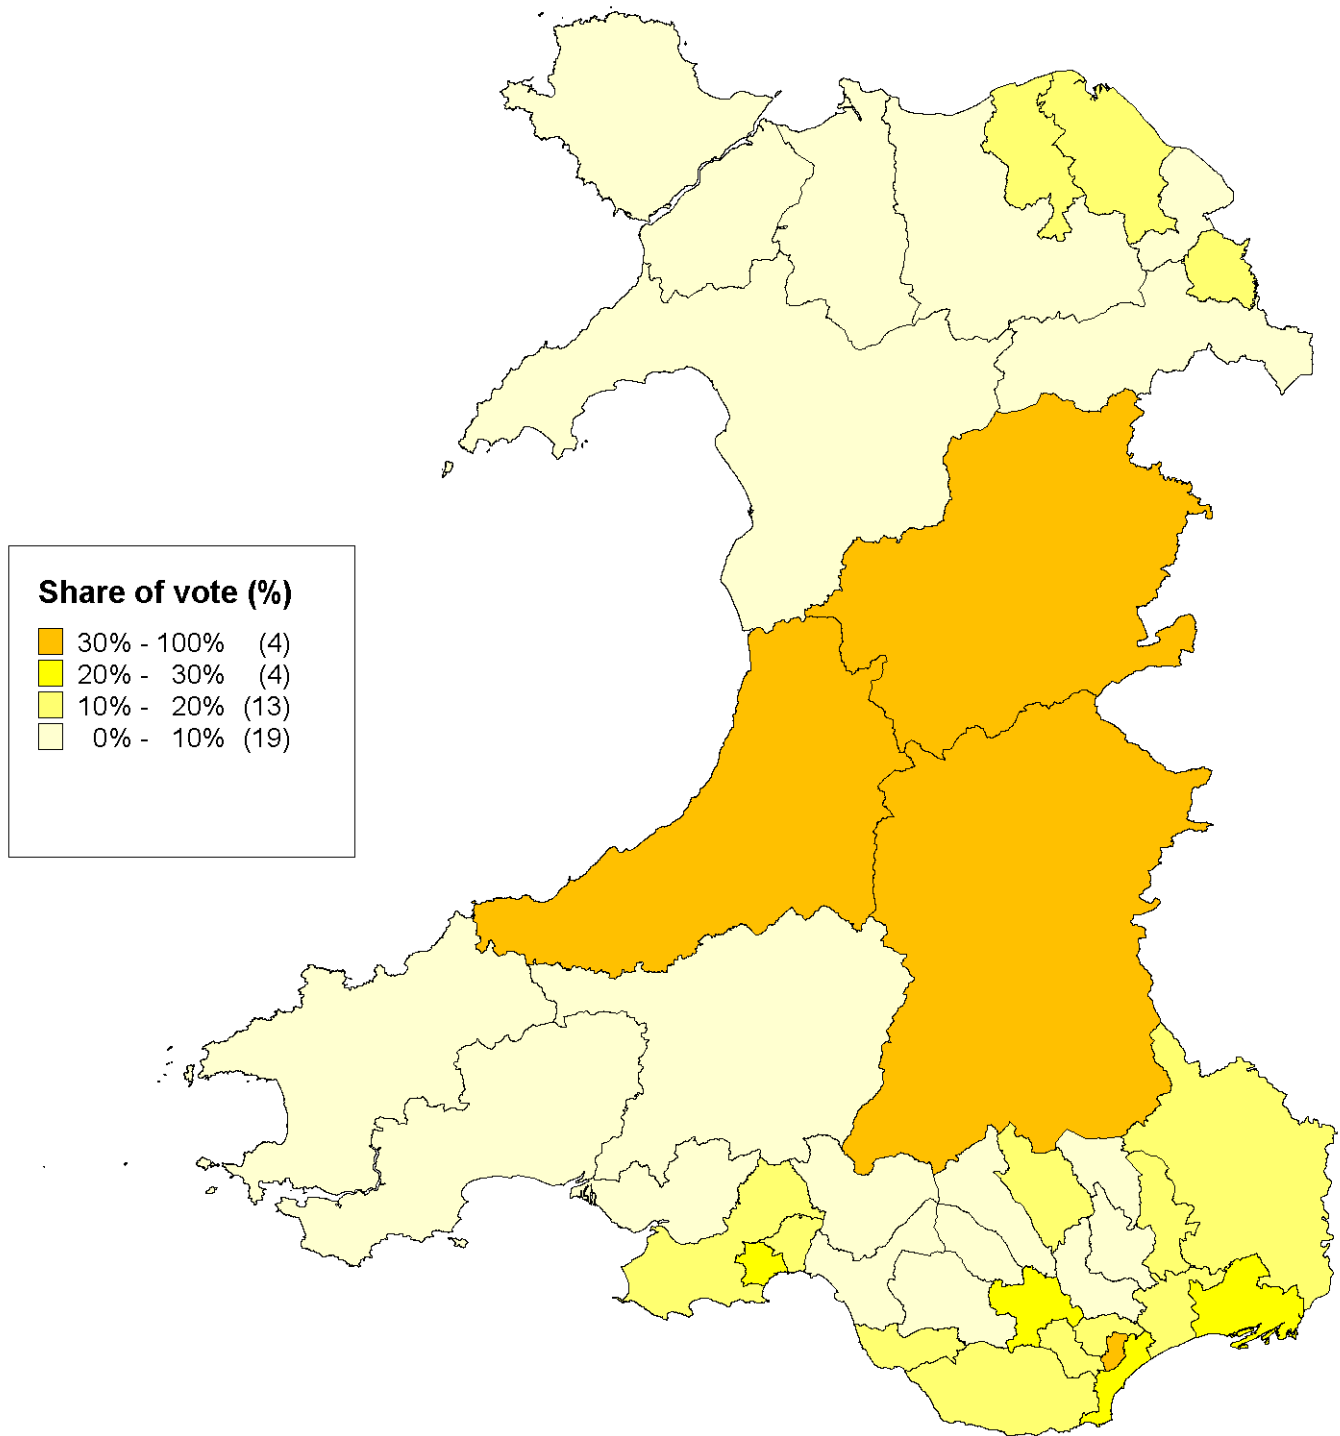 Share of vote (%)
30% - 100% (4)
20% - 30% (4)
10% - 20% (13)
0% - 10% (19)